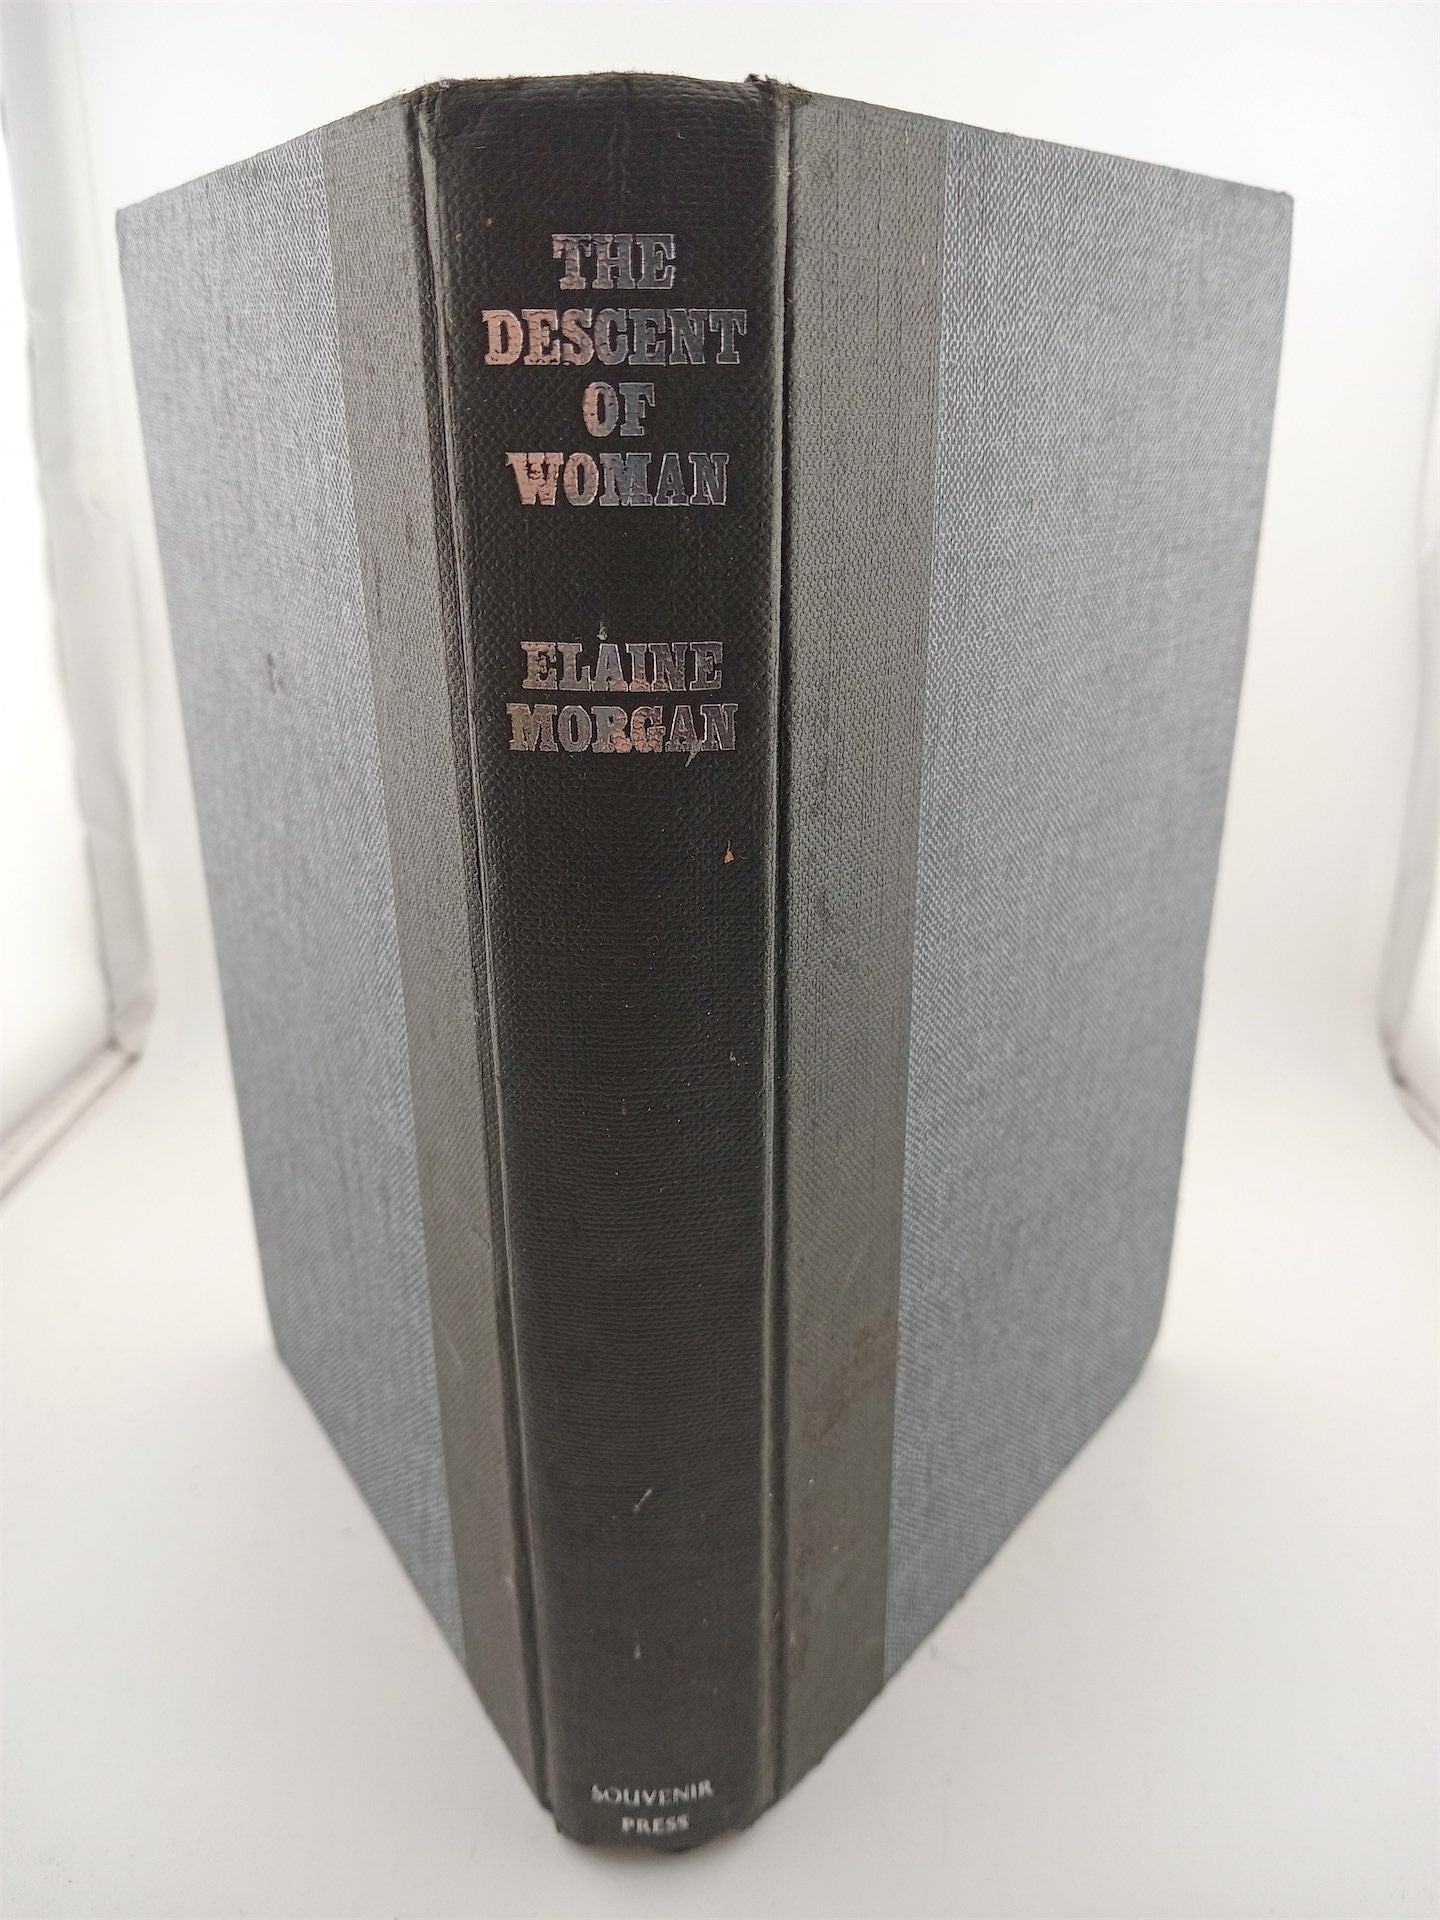 THE
DESCENT
OF
WOMAN
ELAINE
MORGAN
SOUVENIR
PRESS